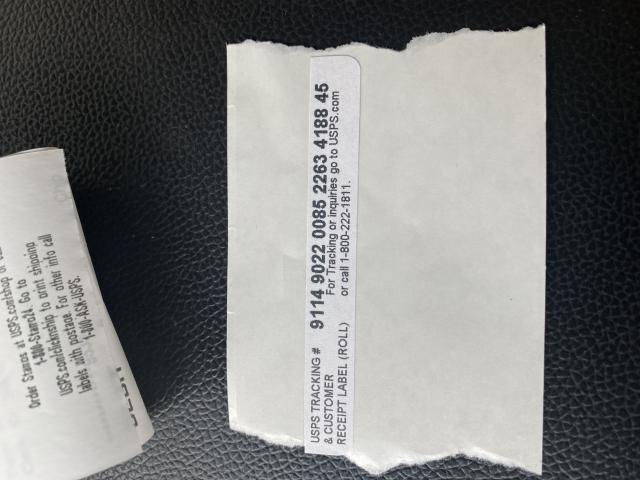 USPS TRACKING #
& CUSTOMER
RECEIPT LABEL (ROLL)
9114 9022 0085 2263 4188 45
For Tracking or inquiries go to USPS.com
or call 1-800-222-1811.
Order Stamps at USPS.com/shop or call
1-800-Stamp24. Go to
USPS.com/clicknship to print shipping
labels with postage. For other info call
1-800-ASK-USPS.